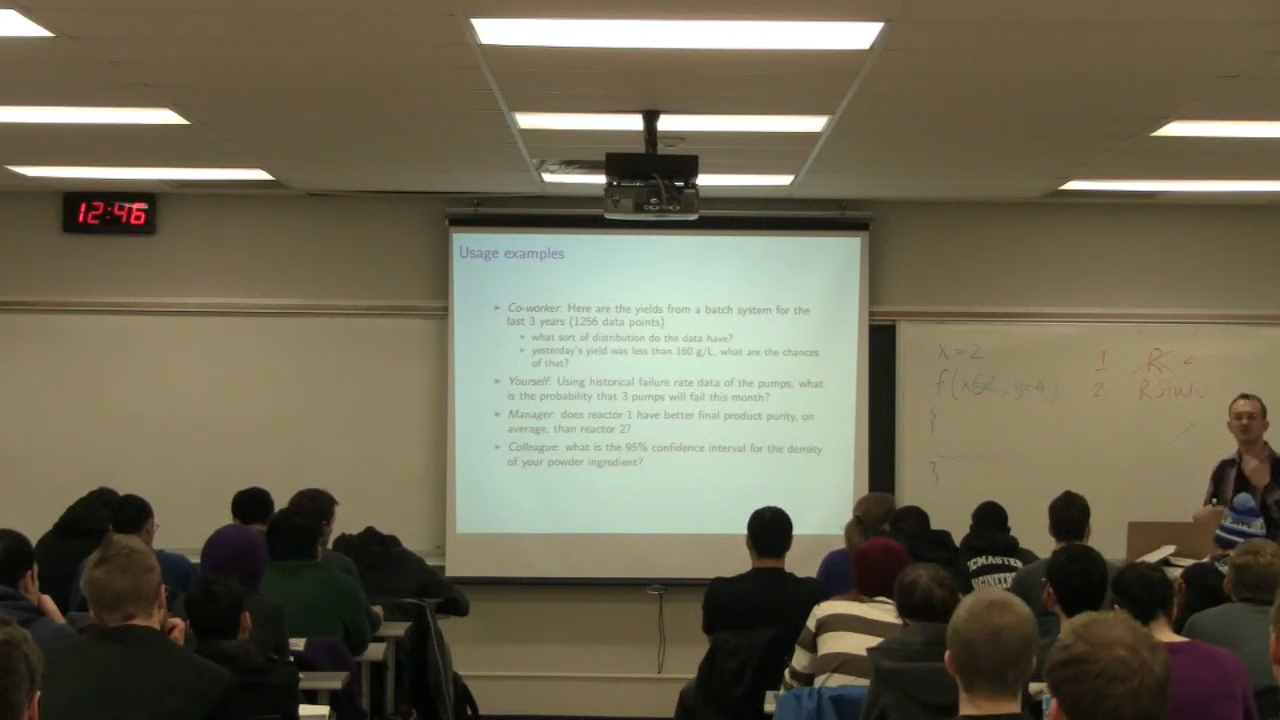 12:46
Usage examples
Co-worker: Here are the yields from a batch system for the
last 3 years (1256 data points)
what sort of distribution do the data have?
yesterday's yield was less than 160 g/L, what are the chances
of that?
Yourself: Using historical failure rate data of the pumps, what
is the probability that 3 pumps will fail this month?
Manager: does reactor 1 have better final product purity, on
average, than reactor 2?
Colleague: what is the 95% confidence interval for the density
of your powder ingredient?
x=2
{
}
1 R
2. RStudio
CMASTER
NGINEER